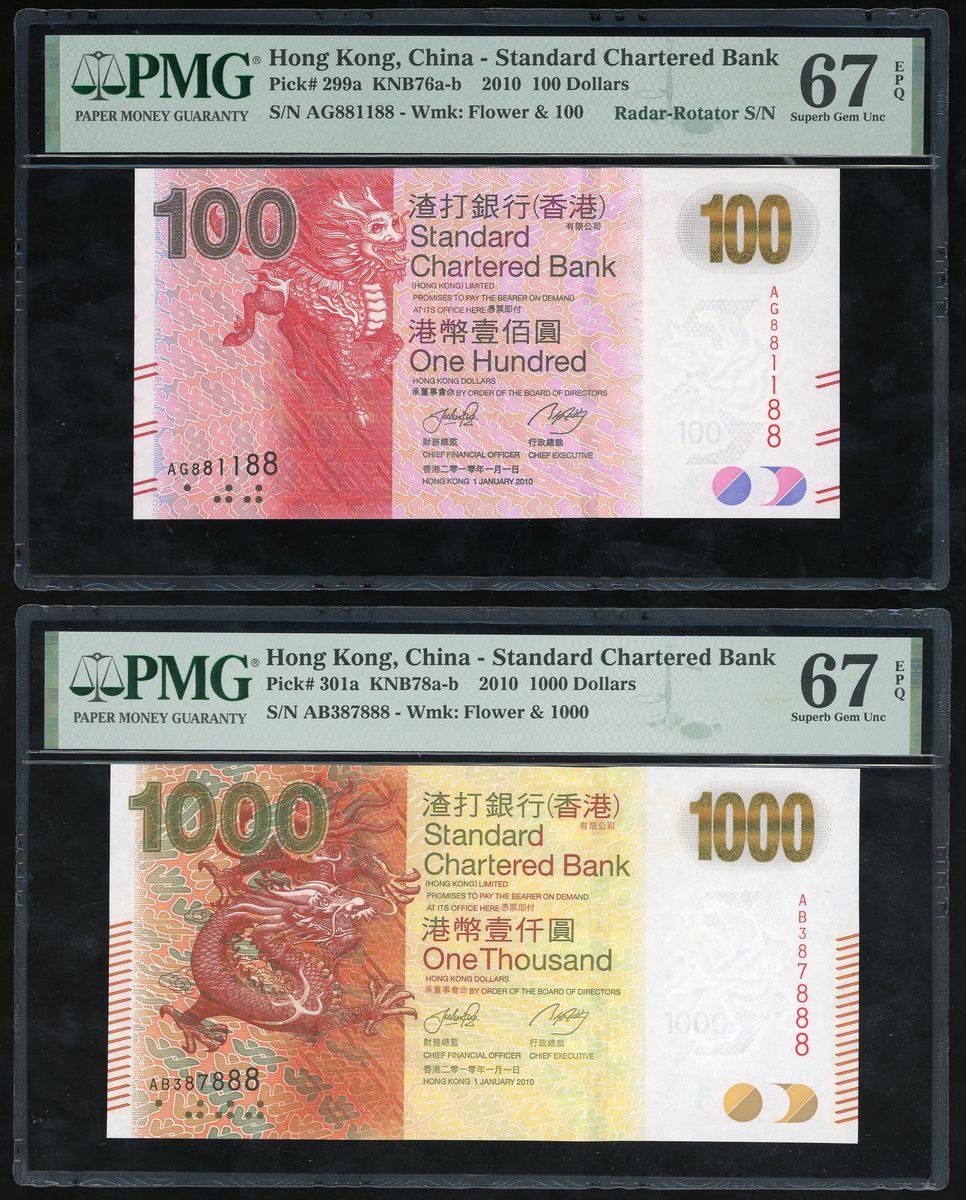 PMG®
PAPER MONEY GUARANTY
Hong Kong, China - Standard Chartered Bank
Pick# 299a KNB76a-b 2010 100 Dollars
S/N AG881188 - Wmk: Flower & 100 Radar-Rotator S/N
67 EPQ
Superb Gem Unc
100
渣打銀行(香港)
有限公司
Standard
Chartered Bank
(HONG KONG) LIMITED
PROMISES TO PAY THE BEARER ON DEMAND
AT ITS OFFICE HERE 憑票即付
港幣壹佰圓
One Hundred
HONG KONG DOLLARS
承董事會命 BY ORDER OF THE BOARD OF DIRECTORS
財務總監 行政總裁
CHIEF FINANCIAL OFFICER CHIEF EXECUTIVE
香港二零一零年一月一日
HONG KONG 1 JANUARY 2010
AG881188
100
AG881188
100
PMG®
PAPER MONEY GUARANTY
Hong Kong, China - Standard Chartered Bank
Pick# 301a KNB78a-b 2010 1000 Dollars
S/N AB387888 - Wmk: Flower & 1000
67 EPQ
Superb Gem Unc
1000
渣打銀行(香港)
有限公司
Standard
Chartered Bank
(HONG KONG) LIMITED
PROMISES TO PAY THE BEARER ON DEMAND
AT ITS OFFICE HERE 憑票即付
港幣壹仟圓
One Thousand
HONG KONG DOLLARS
承董事會命 BY ORDER OF THE BOARD OF DIRECTORS
財務總監 行政總裁
CHIEF FINANCIAL OFFICER CHIEF EXECUTIVE
香港二零一零年一月一日
HONG KONG 1 JANUARY 2010
AB387888
1000
AB387888
1000